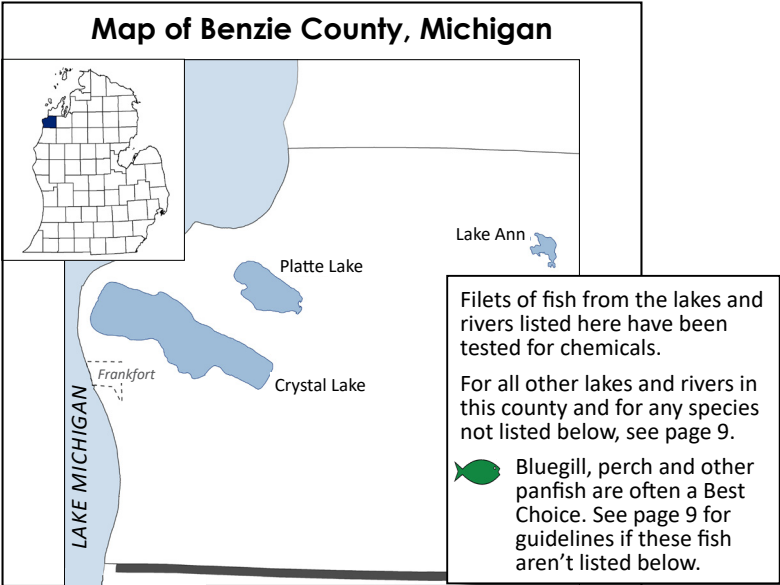 Map of Benzie County, Michigan
Lake Ann
Platte Lake
Frankfort
Crystal Lake
LAKE MICHIGAN
Filets of fish from the lakes and
rivers listed here have been
tested for chemicals.
For all other lakes and rivers in
this county and for any species
not listed below, see page 9.
Bluegill, perch and other
panfish are often a Best
Choice. See page 9 for
guidelines if these fish
aren't listed below.